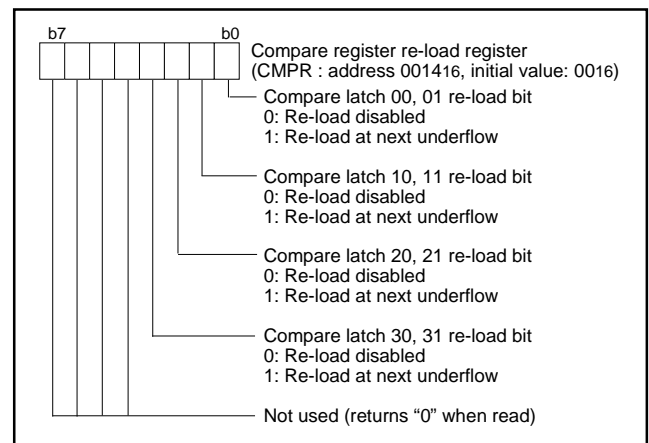 b7 b0
Compare register re-load register
(CMPR : address 001416, initial value: 0016)
Compare latch 00, 01 re-load bit
0: Re-load disabled
1: Re-load at next underflow
Compare latch 10, 11 re-load bit
0: Re-load disabled
1: Re-load at next underflow
Compare latch 20, 21 re-load bit
0: Re-load disabled
1: Re-load at next underflow
Compare latch 30, 31 re-load bit
0: Re-load disabled
1: Re-load at next underflow
Not used (returns “0” when read)